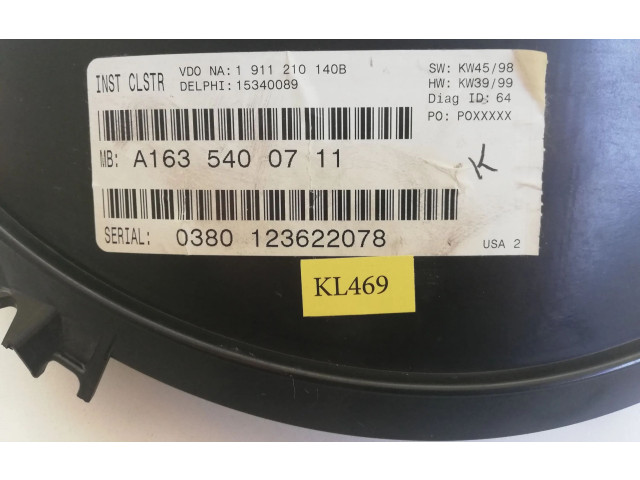 INST CLSTR
VDO NA: 1 911 210 140B
DELPHI: 15340089
SW: KW45/98
HW: KW39/99
Diag ID: 64
PO: POXXXXX
MB: A163 540 07 11
K
SERIAL: 0380 123622078
USA 2
KL469